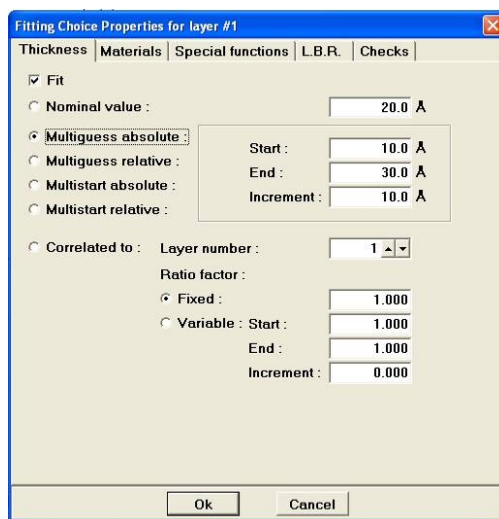 Fitting Choice Properties for layer #1
Thickness Materials Special functions L.B.R. Checks
Fit
Nominal value : 20.0 Å
Multiguess absolute :
Multiguess relative :
Multistart absolute :
Multistart relative :
Start : 10.0 Å
End : 30.0 Å
Increment : 10.0 Å
Correlated to : Layer number : 1
Ratio factor :
Fixed : 1.000
Variable : Start : 1.000
End : 1.000
Increment : 0.000
Ok Cancel